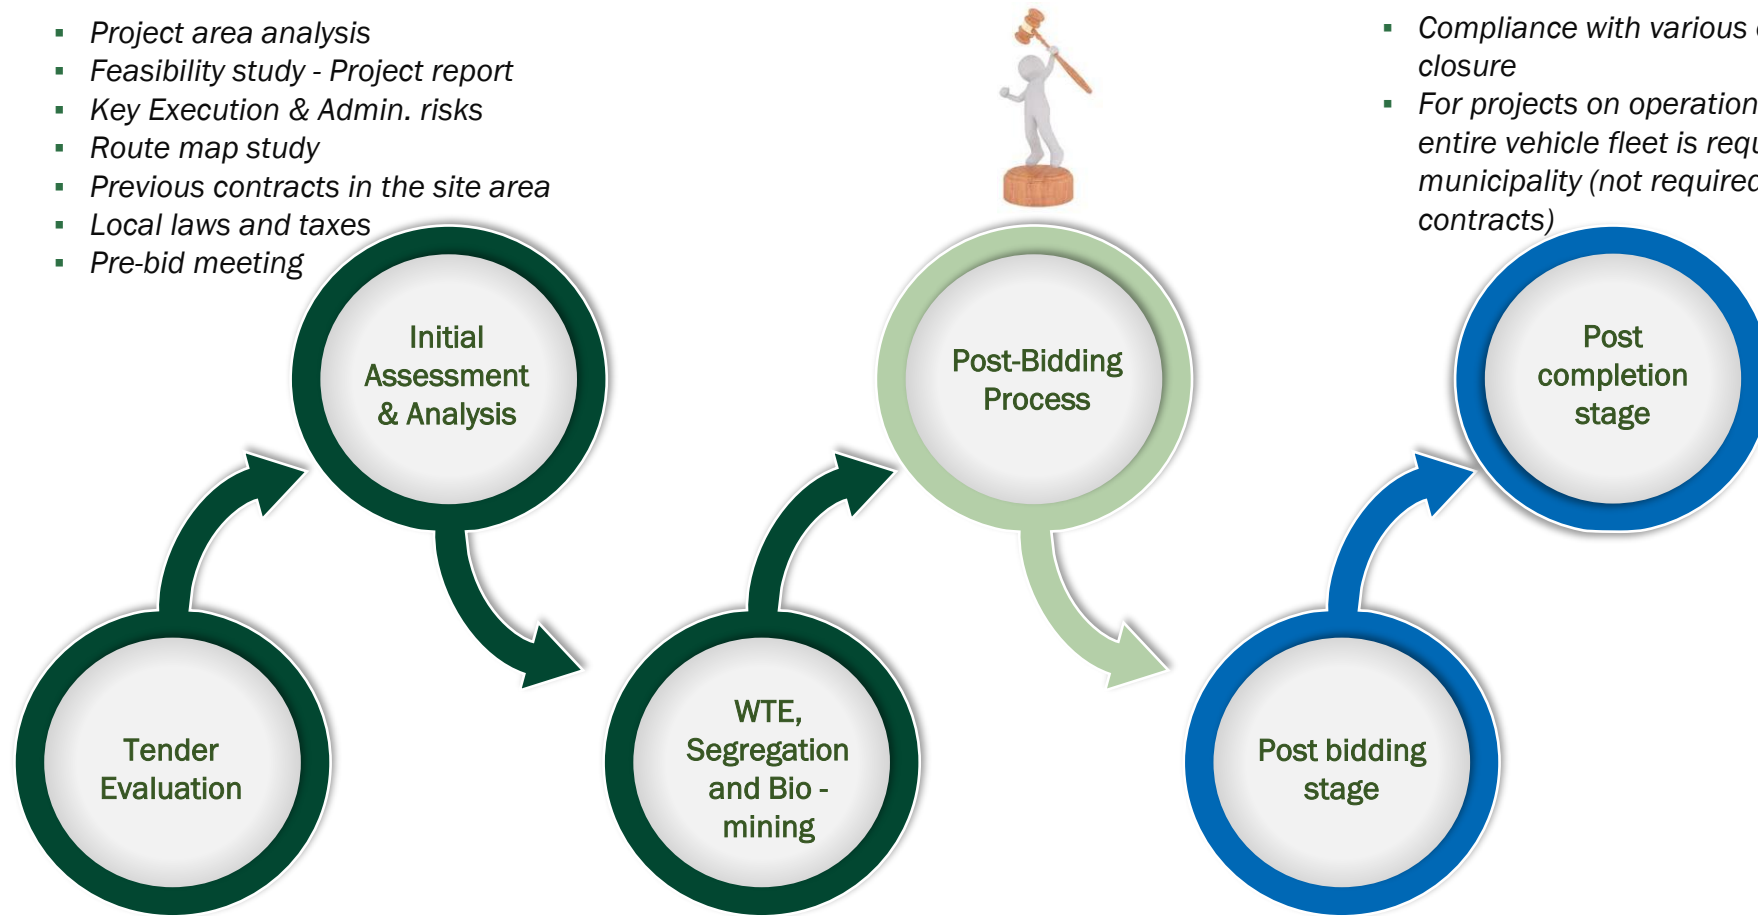 ▪ Project area analysis
▪ Feasibility study - Project report
▪ Key Execution & Admin. risks
▪ Route map study
▪ Previous contracts in the site area
▪ Local laws and taxes
▪ Pre-bid meeting
▪ Compliance with various
closure
▪ For projects on operation
entire vehicle fleet is
municipality (not
contracts)
Initial
Assessment
& Analysis
Post-Bidding
Process
Post
completion
stage
Tender
Evaluation
WTE,
Segregation
and Bio -
mining
Post bidding
stage